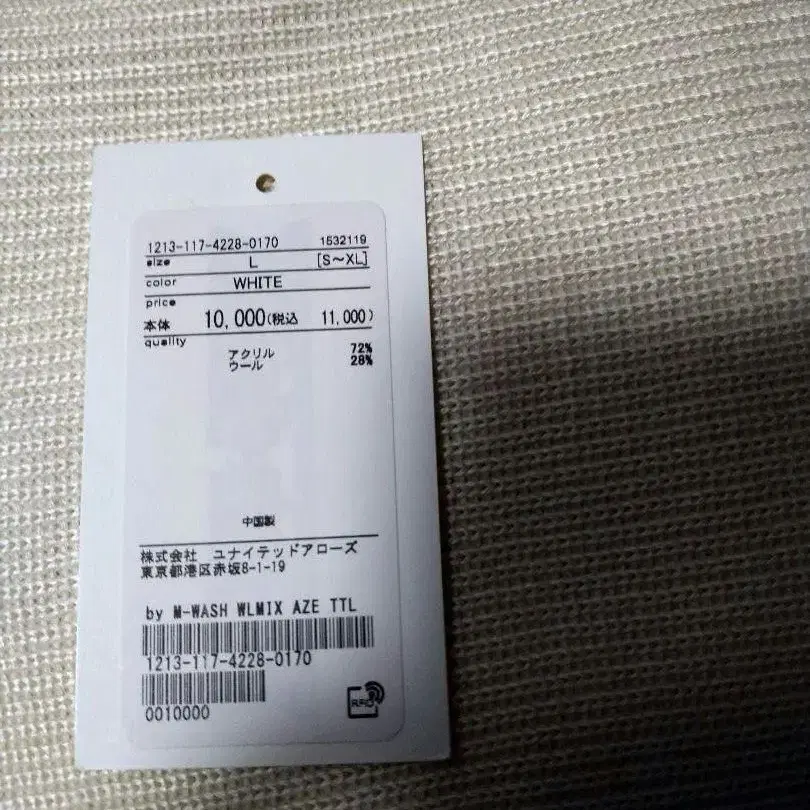 1213-117-4228-0170 1532119
size L [S～XL]
color WHITE
price
本体 10,000(税込 11,000)
quality
アクリル 72%
ウール 28%
中国製
株式会社 ユナイテッドアローズ
東京都港区赤坂8-1-19
by M-WASH WLMIX AZE TTL
1213-117-4228-0170
0010000
RFID